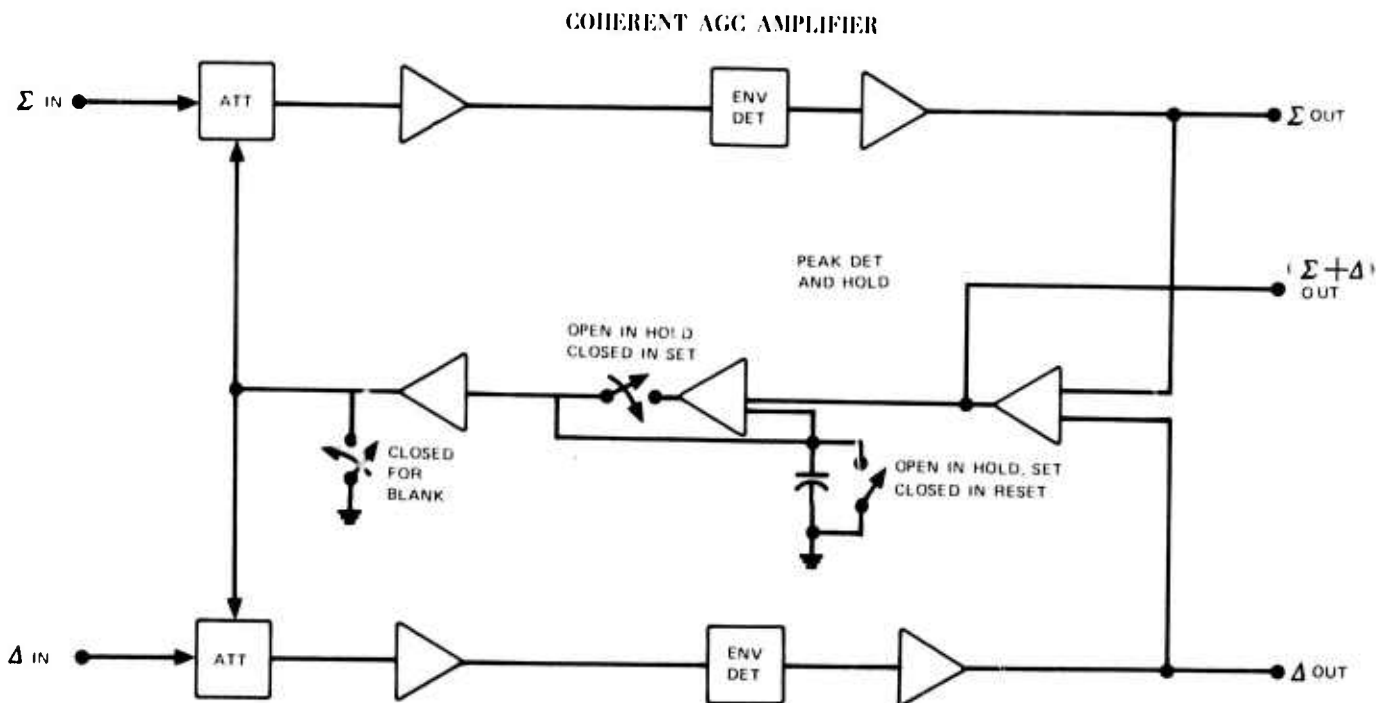 COHERENT AGC AMPLIFIER
Σ IN
ATT
ENV
DET
Σ OUT
PEAK DET
AND HOLD
(Σ+Δ)
OUT
OPEN IN HOLD
CLOSED IN SET
CLOSED
FOR
BLANK
OPEN IN HOLD, SET
CLOSED IN RESET
Δ IN
ATT
ENV
DET
Δ OUT